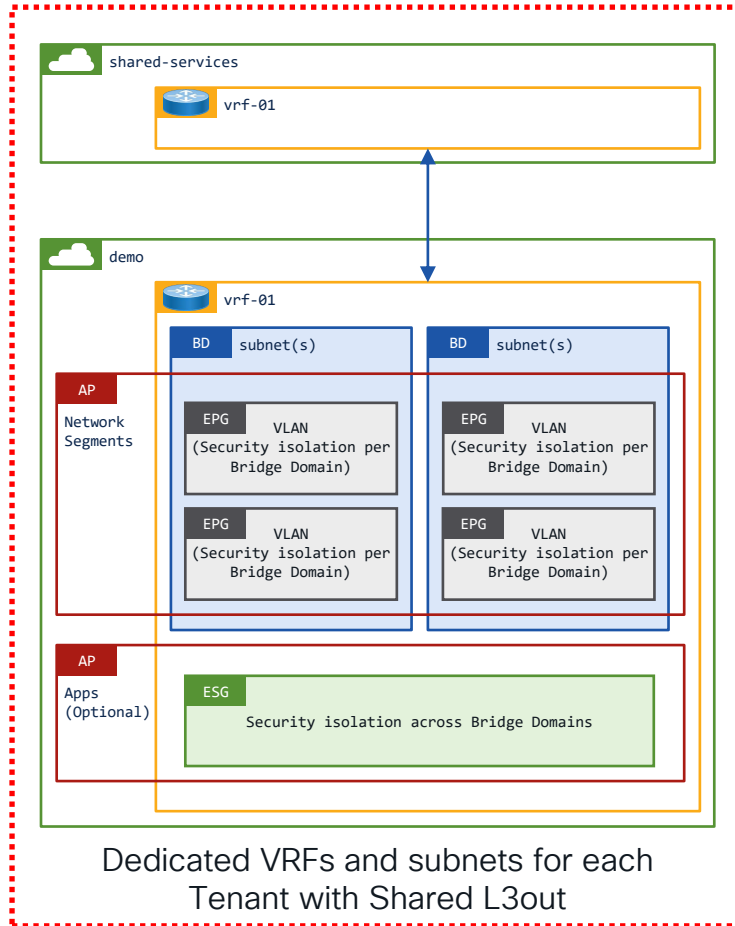 shared-services
vrf-01
demo
vrf-01
BD subnet(s)
BD subnet(s)
AP
Network
Segments
EPG VLAN
(Security isolation per
Bridge Domain)
EPG VLAN
(Security isolation per
Bridge Domain)
EPG VLAN
(Security isolation per
Bridge Domain)
EPG VLAN
(Security isolation per
Bridge Domain)
AP
Apps
(Optional)
ESG
Security isolation across Bridge Domains
Dedicated VRFs and subnets for each
Tenant with Shared L3out